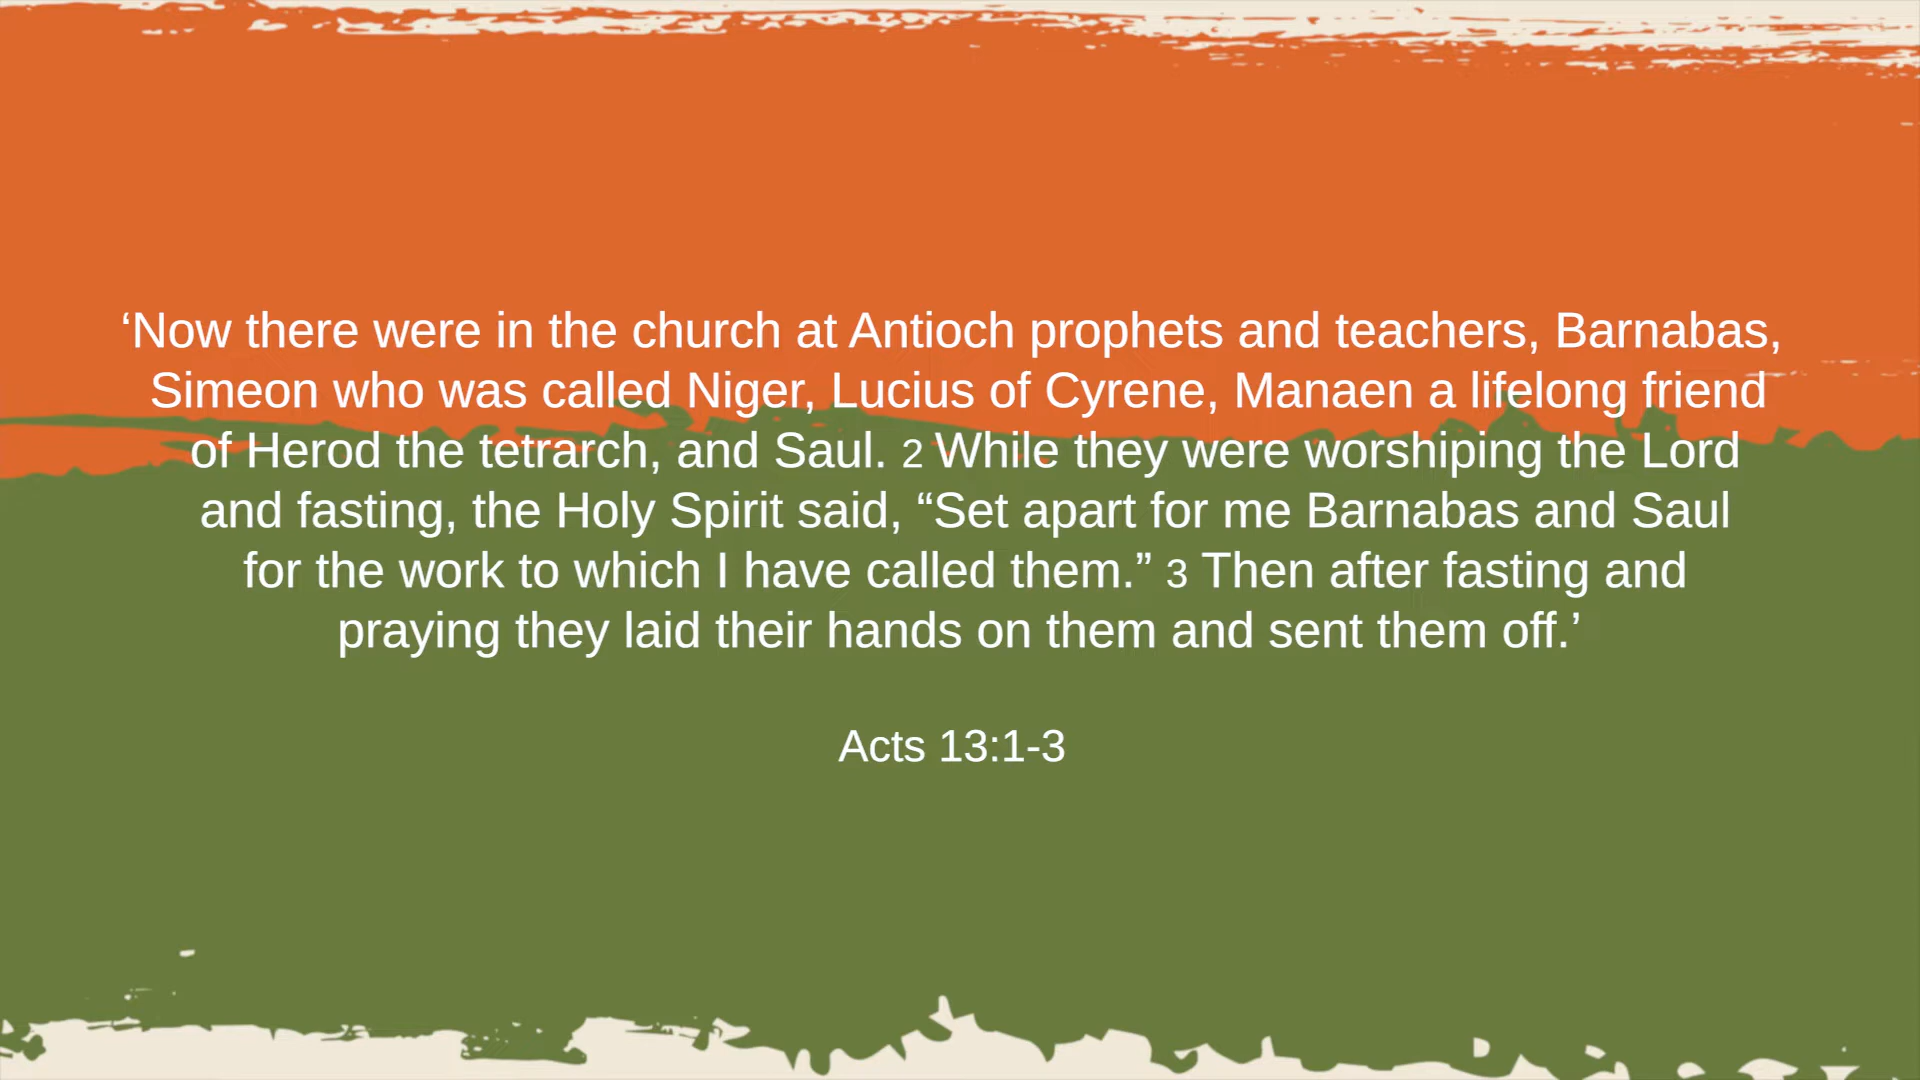 ‘Now there were in the church at Antioch prophets and teachers, Barnabas,
Simeon who was called Niger, Lucius of Cyrene, Manaen a lifelong friend
of Herod the tetrarch, and Saul. 2 While they were worshiping the Lord
and fasting, the Holy Spirit said, “Set apart for me Barnabas and Saul
for the work to which I have called them.” 3 Then after fasting and
praying they laid their hands on them and sent them off.’
Acts 13:1-3